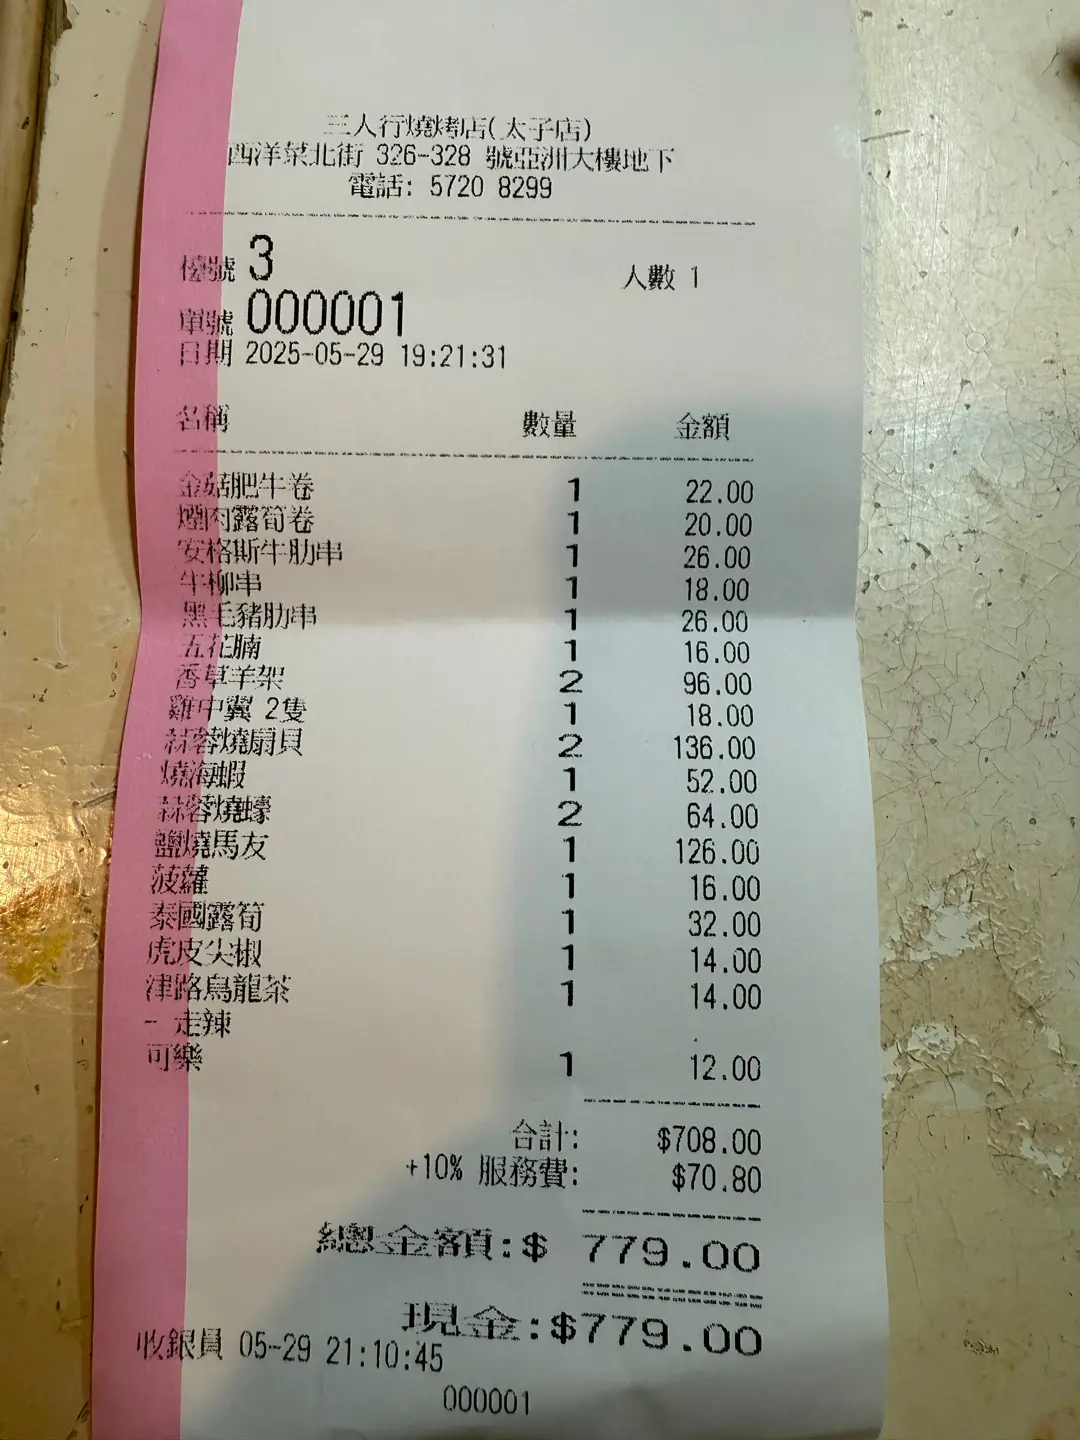 三人行燒烤店(太子店)
西洋菜北街 326-328 號亞洲大樓地下
電話: 5720 8299
檯號 3 人數 1
單號 000001
日期 2025-05-29 19:21:31
名稱 數量 金額
金菇肥牛卷 1 22.00
煙肉露筍卷 1 20.00
安格斯牛肋串 1 26.00
牛柳串 1 18.00
黑毛豬肋串 1 26.00
五花腩 1 16.00
香草羊架 2 96.00
雞中翼 2隻 1 18.00
蒜蓉燒扇貝 2 136.00
燒海蝦 1 52.00
蒜蓉燒蠔 2 64.00
鹽燒馬友 1 126.00
菠蘿 1 16.00
泰國露筍 1 32.00
虎皮尖椒 1 14.00
津路烏龍茶 1 14.00
- 走辣
可樂 1 12.00
合計: $708.00
+10% 服務費: $70.80
總金額:$ 779.00
現金:$779.00
收銀員 05-29 21:10:45
000001